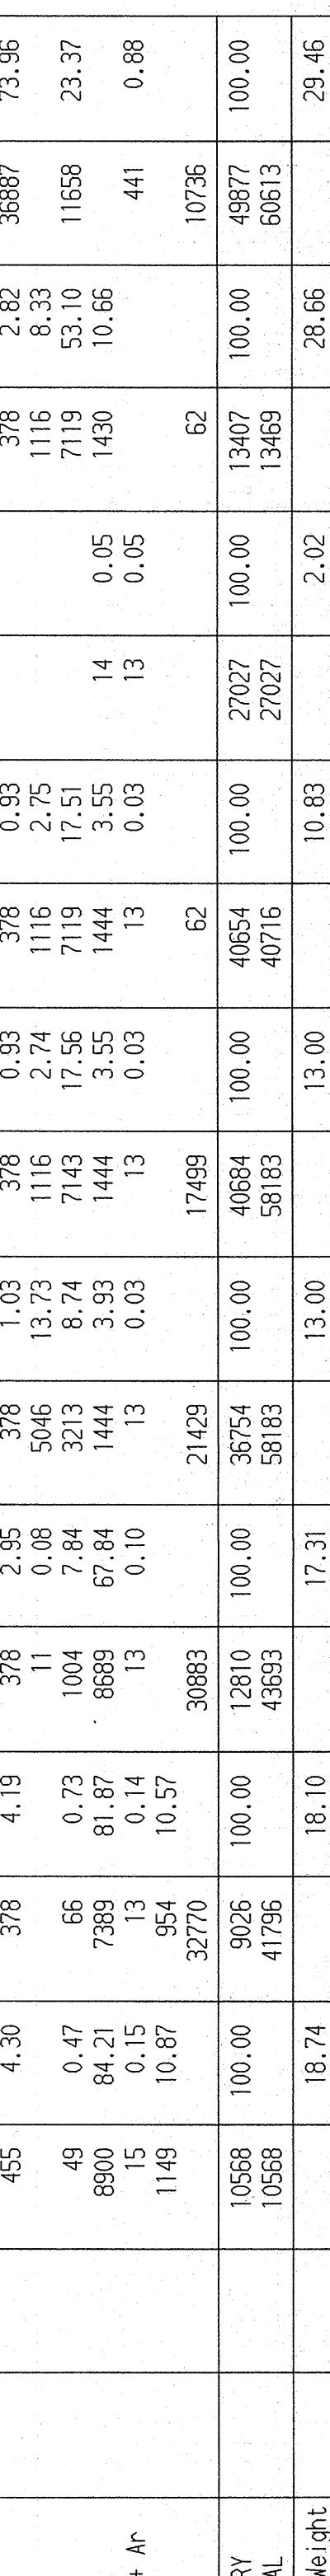 455 4.30 378 4.19 378 2.95 378 1.03 378 0.93 378 0.93 378 2.82 36887 73.96
11 0.08 5046 13.73 1116 2.74 1116 2.75 1116 8.33
49 0.47 66 0.73 1004 7.84 3213 8.74 7143 17.56 7119 17.51 7119 53.10 11658 23.37
8900 84.21 7389 81.87 8689 67.84 1444 3.93 1444 3.55 1444 3.55 14 0.05 1430 10.66
+ Ar 15 0.15 13 0.14 13 0.10 13 0.03 13 0.03 13 0.03 13 0.05 441 0.88
1149 10.87 954 10.57
32770 30883 21429 17499 62 62 10736
RY 10568 100.00 9026 100.00 12810 100.00 36754 100.00 40684 100.00 40654 100.00 27027 100.00 13407 100.00 49877 100.00
AL 10568 41796 43693 58183 58183 40716 27027 13469 60613
Weight 18.74 18.10 17.31 13.00 13.00 10.83 2.02 28.66 29.46